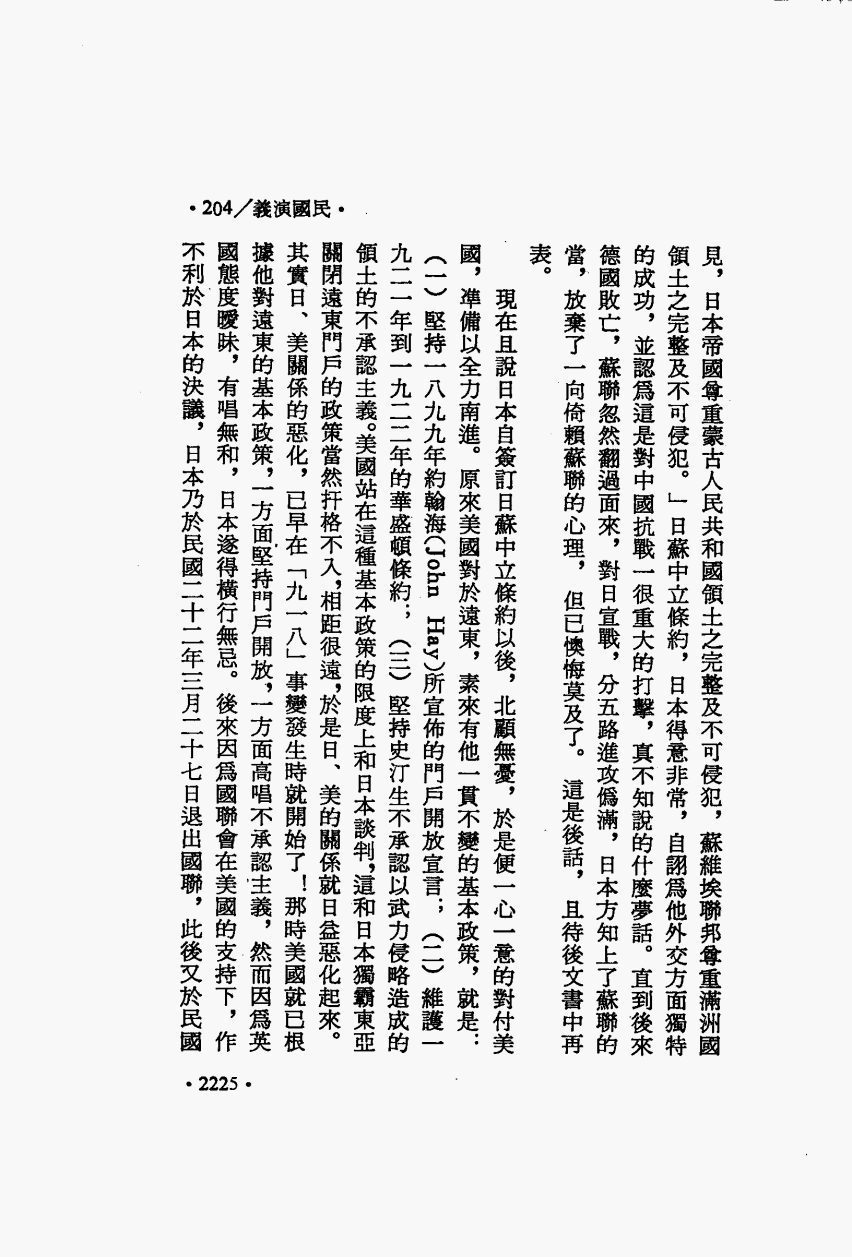 •204／義演國民•
見，日本帝國尊重蒙古人民共和國領土之完整及不可侵犯，蘇維埃聯邦尊重滿洲國
領土之完整及不可侵犯。」日蘇中立條約，日本得意非常，自詡爲他外交方面獨特
的成功，並認爲這是對中國抗戰一很重大的打擊，真不知說的什麼夢話。直到後來
德國敗亡，蘇聯忽然翻過面來，對日宣戰，分五路進攻僞滿，日本方知上了蘇聯的
當，放棄了一向倚賴蘇聯的心理，但已懊悔莫及了。這是後話，且待後文書中再
表。
現在且說日本自簽訂日蘇中立條約以後，北顧無憂，於是便一心一意的對付美
國，準備以全力南進。原來美國對於遠東，素來有他一貫不變的基本政策，就是：
（一）堅持一八九九年約翰海(John Hay)所宣佈的門戶開放宣言；（二）維護一
九二一年到一九二二年的華盛頓條約；（三）堅持史汀生不承認以武力侵略造成的
領土的不承認主義。美國站在這種基本政策的限度上和日本談判，這和日本獨霸東亞
關閉遠東門戶的政策當然扞格不入，相距很遠，於是日、美的關係就日益惡化起來。
其實日、美關係的惡化，已早在「九一八」事變發生時就開始了！那時美國就已根
據他對遠東的基本政策，一方面堅持門戶開放，一方面高唱不承認主義，然而因爲英
國態度曖昧，有唱無和，日本遂得橫行無忌。後來因爲國聯會在美國的支持下，作
不利於日本的決議，日本乃於民國二十二年三月二十七日退出國聯，此後又於民國
•2225•